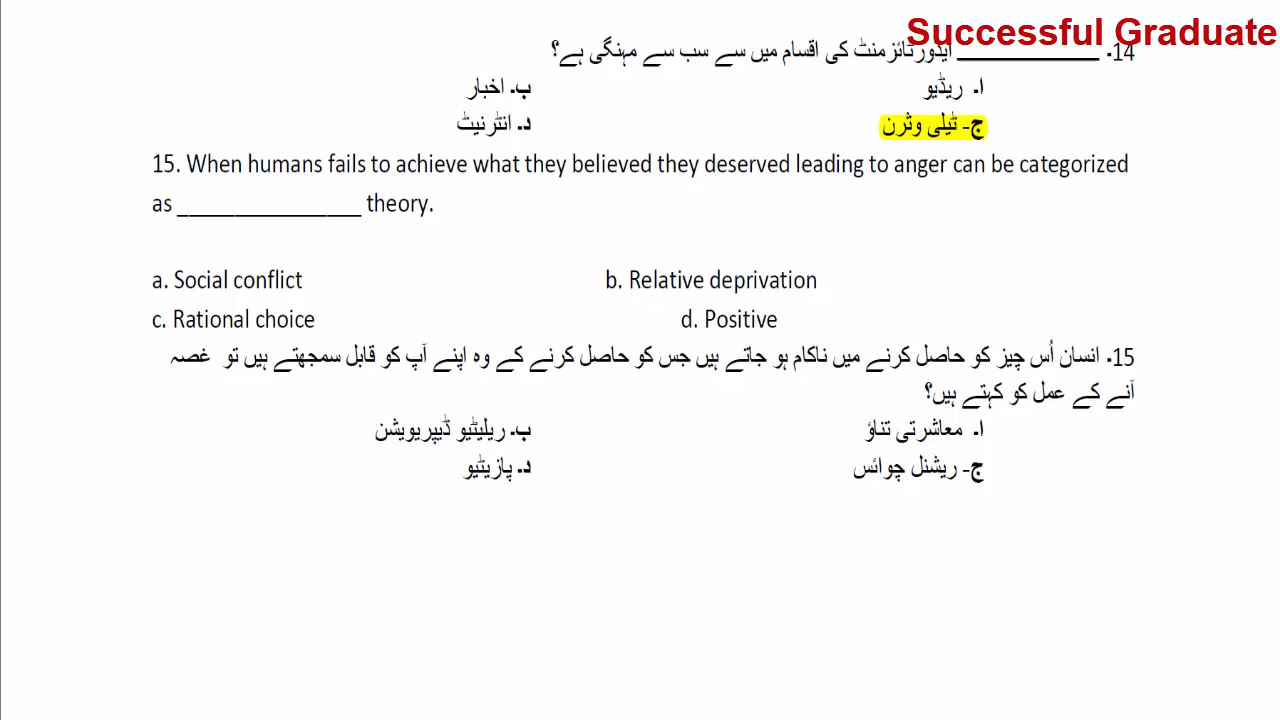 Successful Graduate
14. ____________ ایڈورٹائزمنٹ کی اقسام میں سے سب سے مہنگی ہے؟
ا۔ ریڈیو ب۔ اخبار
ج- ٹیلی وثرن د۔ انٹرنیٹ
15. When humans fails to achieve what they believed they deserved leading to anger can be categorized
as ________________ theory.
a. Social conflict b. Relative deprivation
c. Rational choice d. Positive
15. انسان اُس چیز کو حاصل کرنے میں ناکام ہو جاتے ہیں جس کو حاصل کرنے کے وہ اپنے آپ کو قابل سمجھتے ہیں تو غصہ
آنے کے عمل کو کہتے ہیں؟
ا۔ معاشرتی تناؤ ب۔ ریلیٹیو ڈیپریویشن
ج- ریشنل چوائس د۔ پازیٹیو